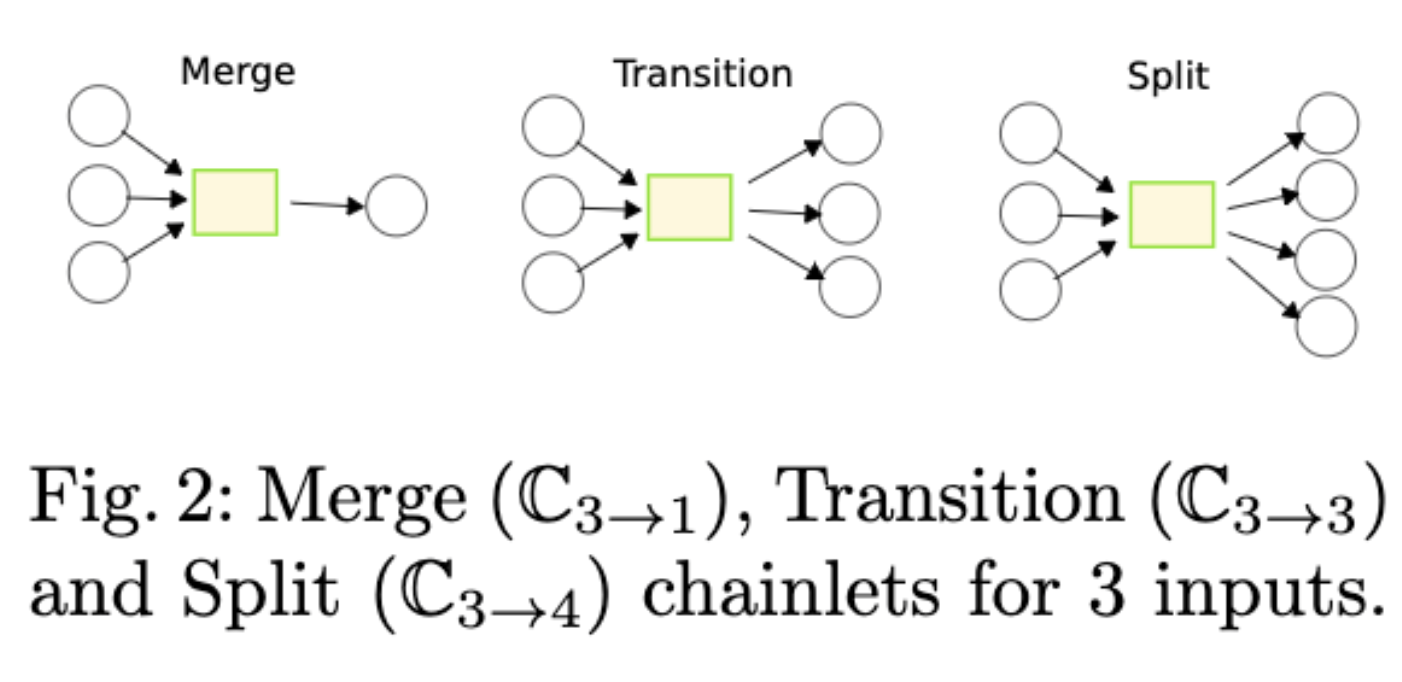 Merge Transition Split
Fig. 2: Merge (ℂ₃→₁), Transition (ℂ₃→₃)
and Split (ℂ₃→₄) chainlets for 3 inputs.